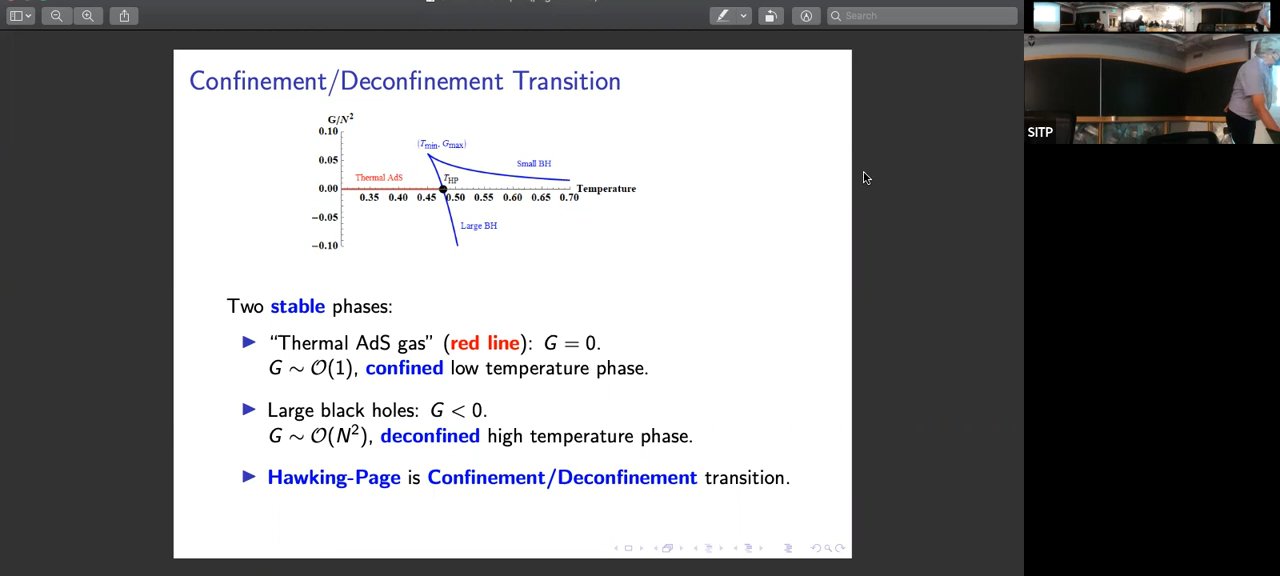 Search
Confinement/Deconfinement Transition
G/N²
0.10
(Tmin, Gmax)
0.05
Small BH
Thermal AdS
THP
0.00
Temperature
0.35 0.40 0.45 0.50 0.55 0.60 0.65 0.70
−0.05
Large BH
−0.10
Two stable phases:
▶ “Thermal AdS gas” (red line): G = 0.
G ∼ O(1), confined low temperature phase.
▶ Large black holes: G < 0.
G ∼ O(N²), deconfined high temperature phase.
▶ Hawking-Page is Confinement/Deconfinement transition.
SITP